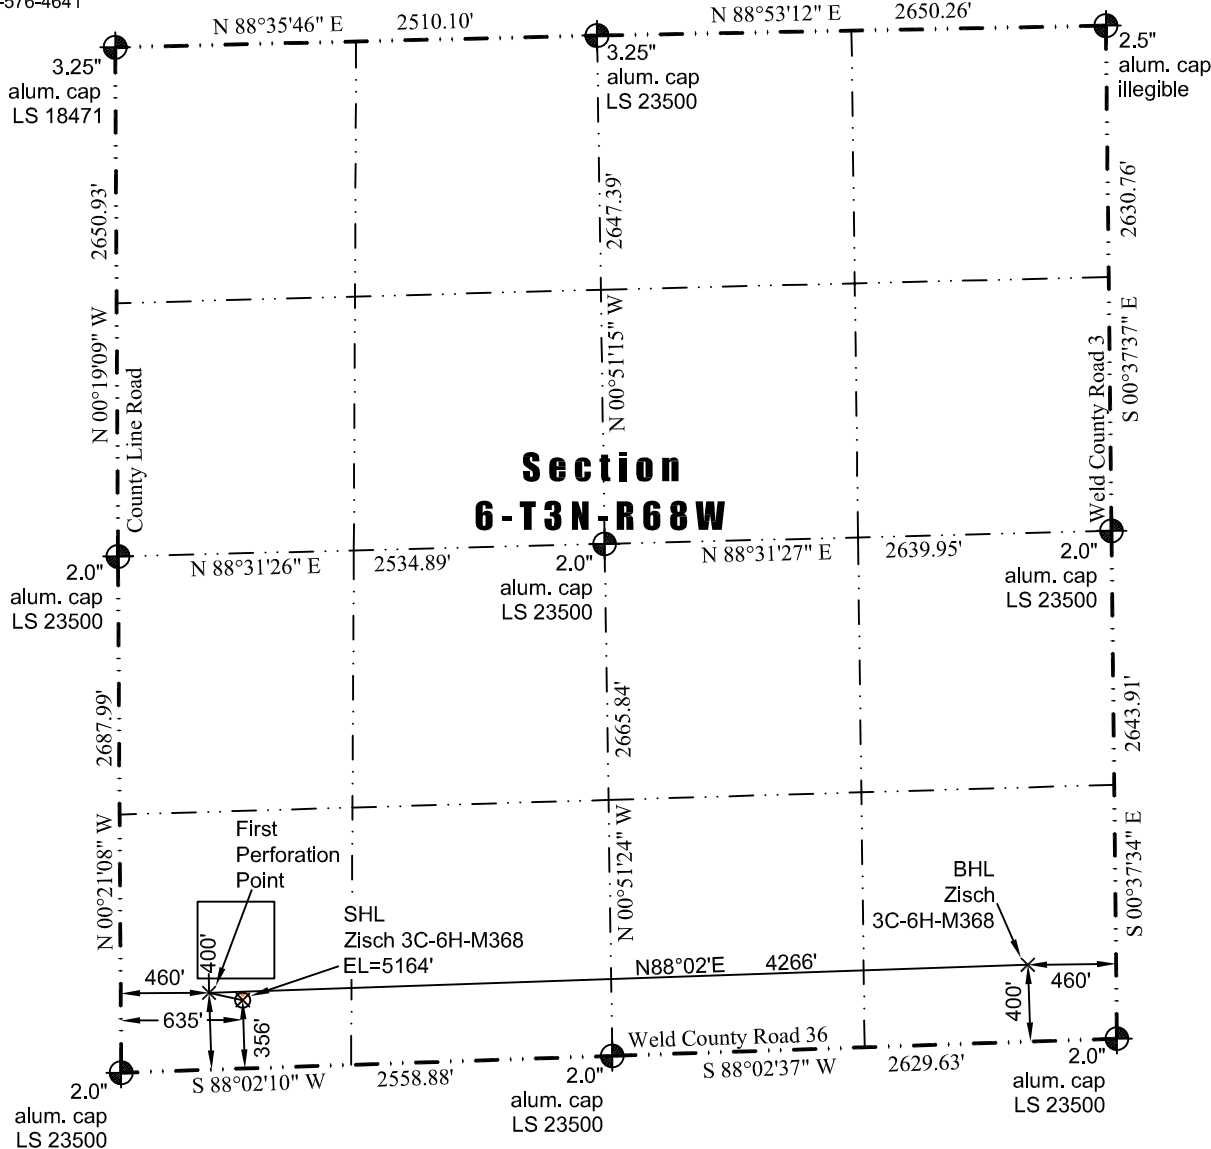 -576-4641
N 88°35'46" E 2510.10'
N 88°53'12" E 2650.26'
3.25"
alum. cap
LS 18471
3.25"
alum. cap
LS 23500
2.5"
alum. cap
illegible
2650.93'
N 00°19'09" W
County Line Road
2647.39'
N 00°51'15" W
2630.76'
S 00°37'37" E
Weld County Road 3
Section
6-T3N-R68W
2.0"
alum. cap
LS 23500
N 88°31'26" E 2534.89'
2.0"
alum. cap
LS 23500
N 88°31'27" E 2639.95'
2.0"
alum. cap
LS 23500
2687.99'
N 00°21'08" W
2665.84'
N 00°51'24" W
2643.91'
S 00°37'34" E
First
Perforation
Point
SHL
Zisch 3C-6H-M368
EL=5164'
BHL
Zisch
3C-6H-M368
460'
400'
635'
356'
N88°02'E 4266'
460'
400'
Weld County Road 36
S 88°02'10" W 2558.88'
S 88°02'37" W 2629.63'
2.0"
alum. cap
LS 23500
2.0"
alum. cap
LS 23500
2.0"
alum. cap
LS 23500